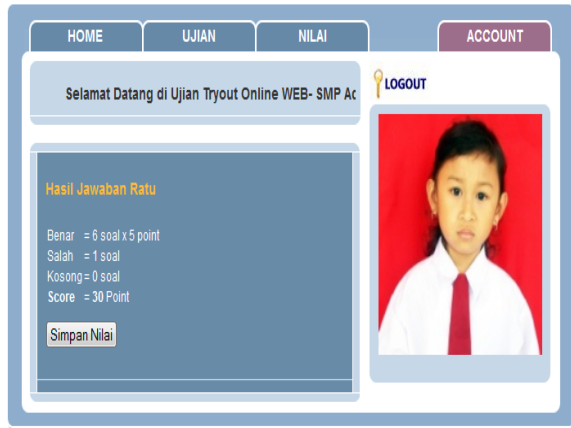 HOME UJIAN NILAI ACCOUNT
Selamat Datang di Ujian Tryout Online WEB- SMP Ac
LOGOUT
Hasil Jawaban Ratu
Benar = 6 soal x 5 point
Salah = 1 soal
Kosong = 0 soal
Score = 30 Point
Simpan Nilai